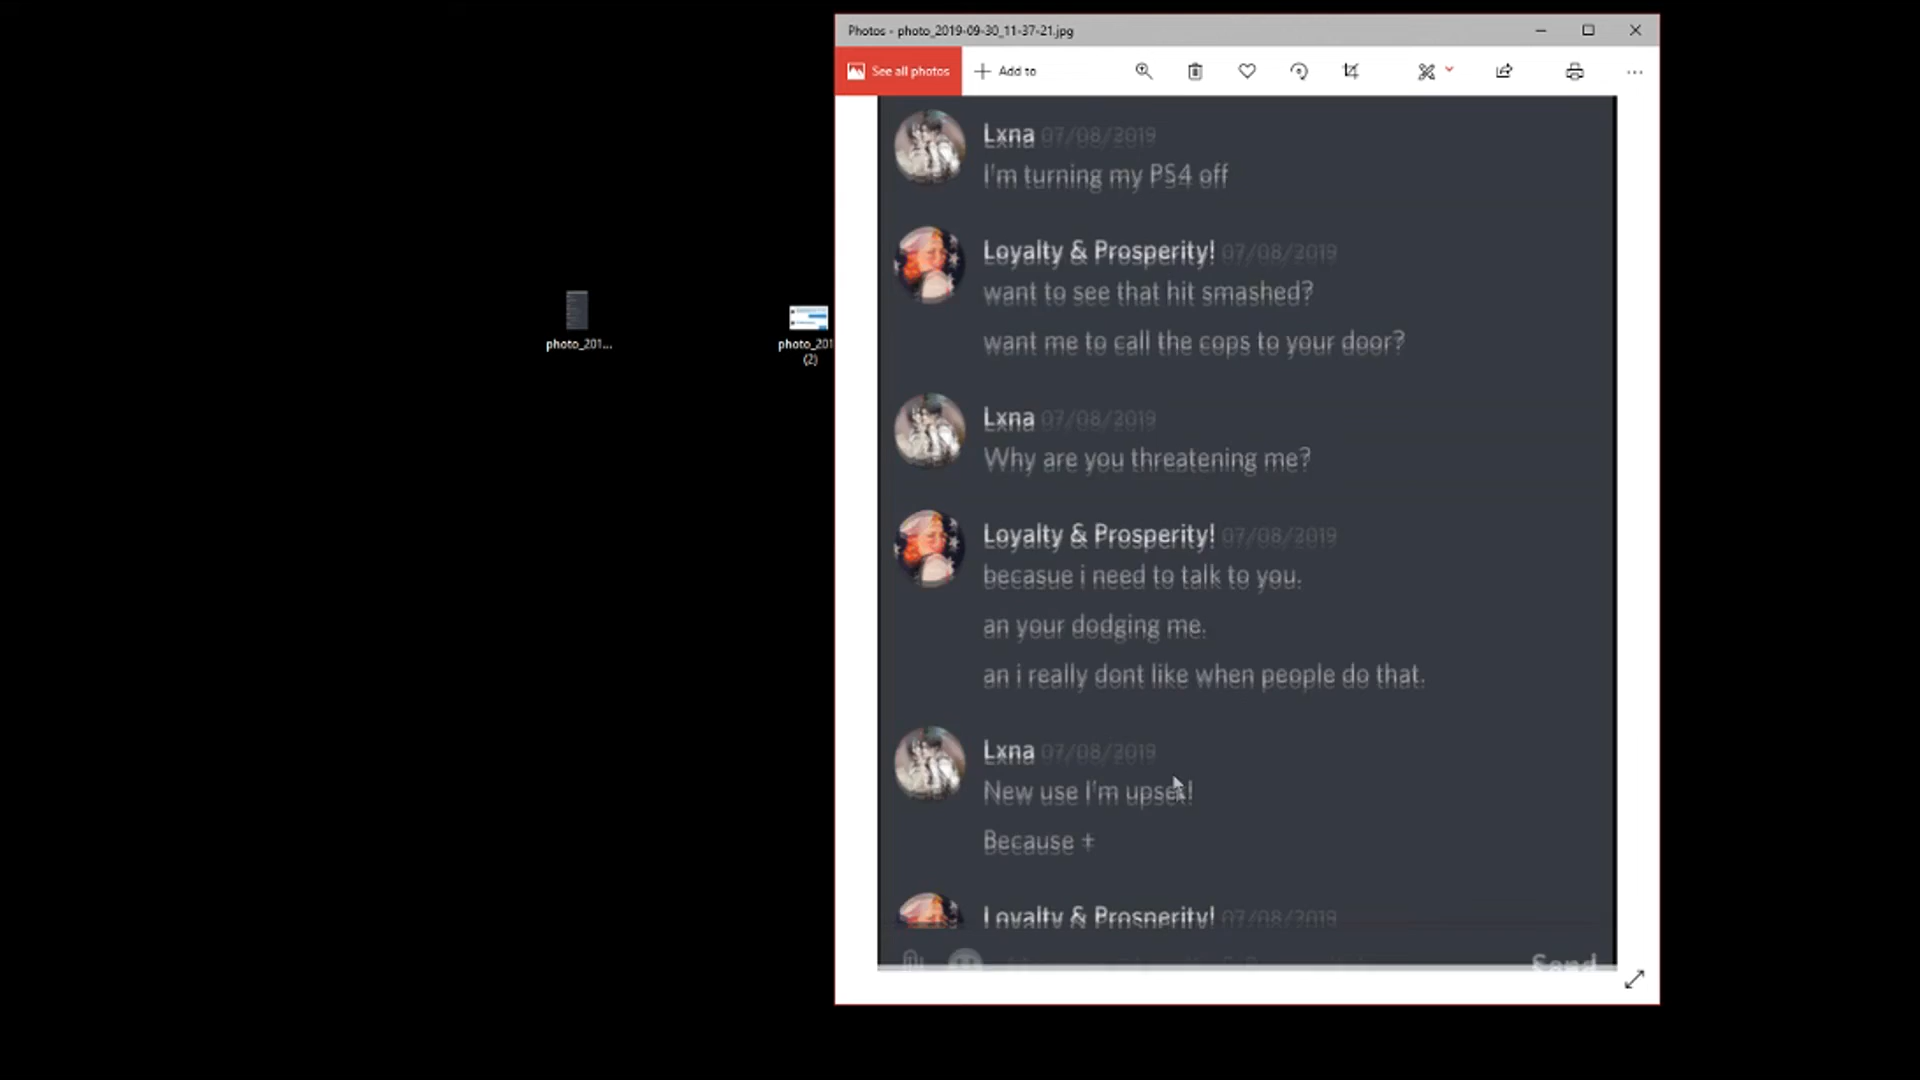 Photos - photo_2019-09-30_11-37-21.jpg
See all photos
Add to
Lxna 07/08/2019
I'm turning my PS4 off
Loyalty & Prosperity! 07/08/2019
want to see that hit smashed?
want me to call the cops to your door?
Lxna 07/08/2019
Why are you threatening me?
Loyalty & Prosperity! 07/08/2019
becasue i need to talk to you.
an your dodging me.
an i really dont like when people do that.
Lxna 07/08/2019
New use I'm upset!
Because +
Loyalty & Prosperity! 07/08/2019
Send
photo_201...
photo_201
(2)